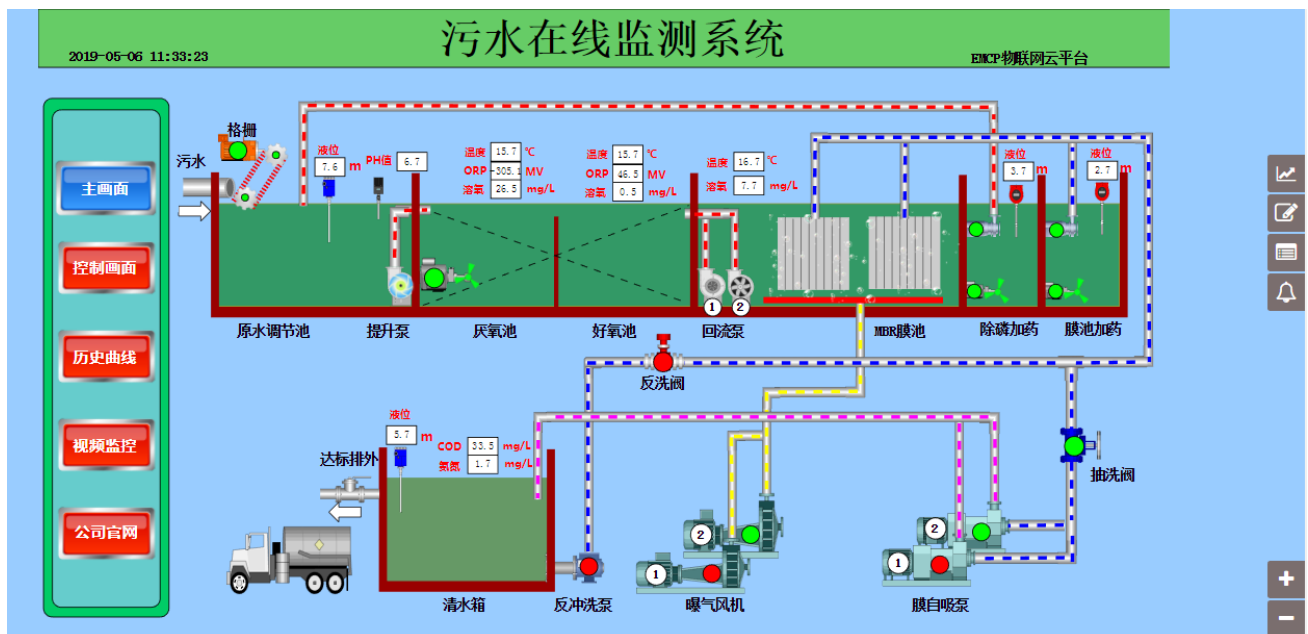 污水在线监测系统
2019-05-06 11:33:23
EMCP物联网云平台
主画面
控制画面
历史曲线
视频监控
公司官网
污水
格栅
液位
7.6 m
PH值 6.7
温度 15.7 ℃
ORP -305.1 MV
溶氧 26.5 mg/L
温度 15.7 ℃
ORP 46.5 MV
溶氧 0.5 mg/L
温度 16.7 ℃
溶氧 7.7 mg/L
液位
3.7 m
液位
2.7 m
1
2
原水调节池
提升泵
厌氧池
好氧池
回流泵
MBR膜池
除磷加药
膜池加药
反洗阀
液位
5.7 m
COD 33.5 mg/L
氨氮 1.7 mg/L
达标排外
抽洗阀
2
1
2
1
清水箱
反冲洗泵
曝气风机
膜自吸泵